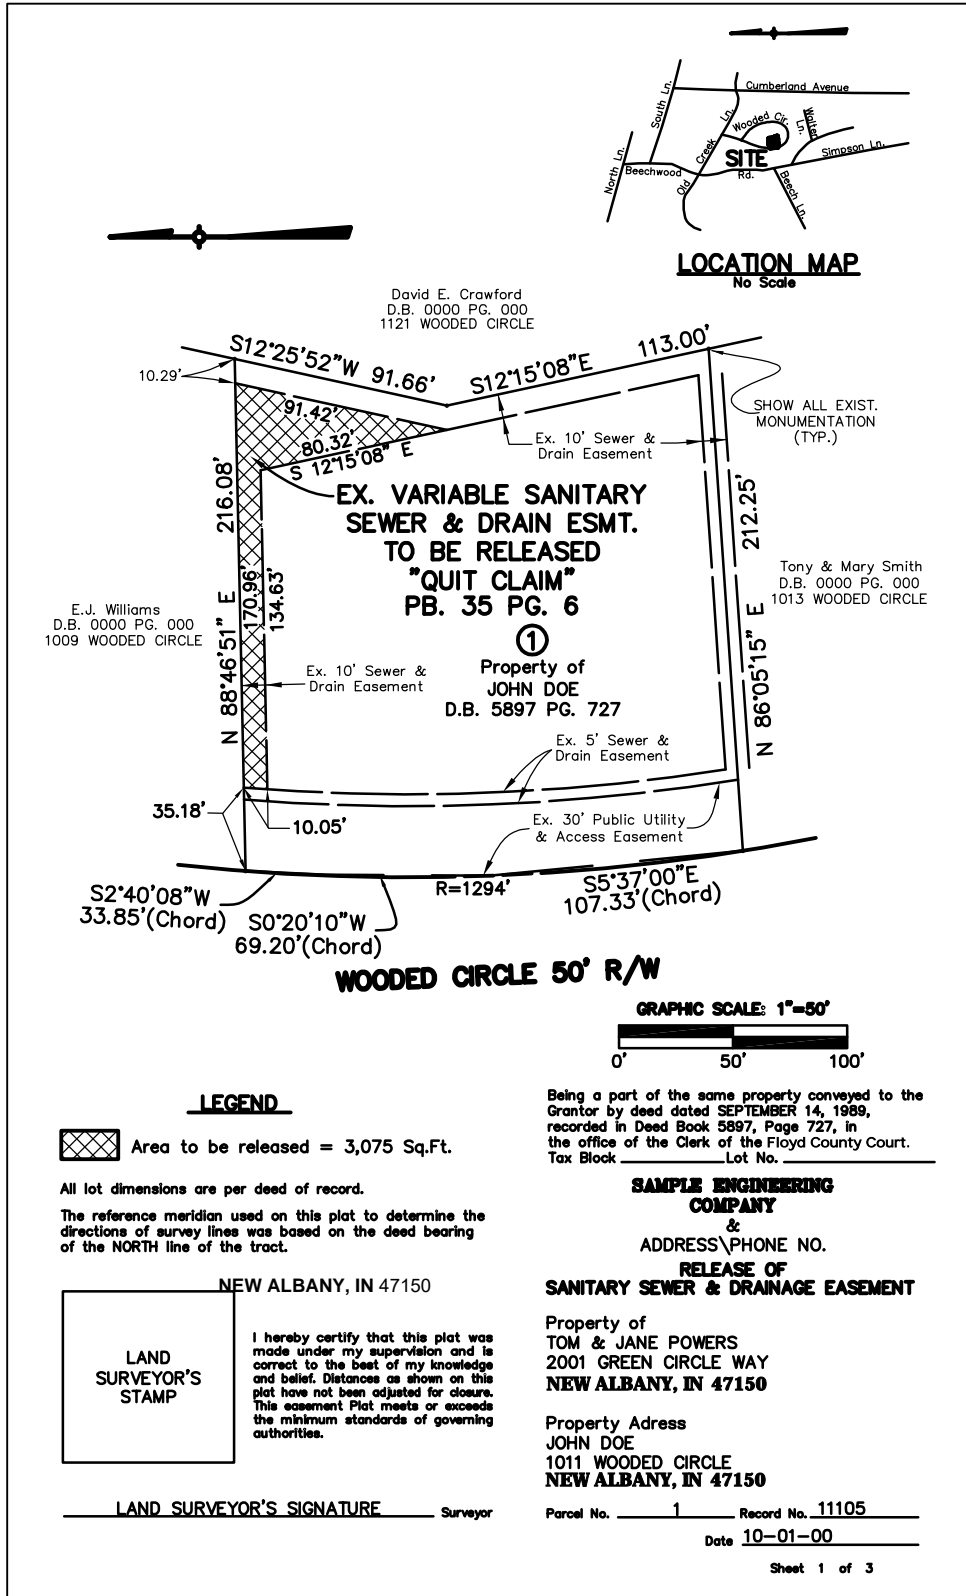 Cumberland Avenue
South Ln.
Wooded Cir.
Walter Ln.
Simpson Ln.
North Ln.
Beechwood Rd.
Old Creek Ln.
SITE
Beech Ln.
LOCATION MAP
No Scale
David E. Crawford
D.B. 0000 PG. 000
1121 WOODED CIRCLE
S12°25'52"W 91.66'
S12°15'08"E 113.00'
10.29'
91.42'
80.32'
S 12°15'08" E
SHOW ALL EXIST.
MONUMENTATION
(TYP.)
Ex. 10' Sewer &
Drain Easement
EX. VARIABLE SANITARY
SEWER & DRAIN ESMT.
TO BE RELEASED
"QUIT CLAIM"
PB. 35 PG. 6
1
Property of
JOHN DOE
D.B. 5897 PG. 727
N 88°46'51" E 216.08'
170.96'
134.63'
N 86°05'15" E 212.25'
Tony & Mary Smith
D.B. 0000 PG. 000
1013 WOODED CIRCLE
E.J. Williams
D.B. 0000 PG. 000
1009 WOODED CIRCLE
Ex. 10' Sewer &
Drain Easement
Ex. 5' Sewer &
Drain Easement
35.18'
10.05'
Ex. 30' Public Utility
& Access Easement
R=1294'
S2°40'08"W
33.85'(Chord)
S0°20'10"W
69.20'(Chord)
S5°37'00"E
107.33'(Chord)
WOODED CIRCLE 50' R/W
GRAPHIC SCALE: 1"=50'
0' 50' 100'
LEGEND
Area to be released = 3,075 Sq.Ft.
All lot dimensions are per deed of record.
The reference meridian used on this plat to determine the
directions of survey lines was based on the deed bearing
of the NORTH line of the tract.
NEW ALBANY, IN 47150
LAND
SURVEYOR'S
STAMP
I hereby certify that this plat was
made under my supervision and is
correct to the best of my knowledge
and belief. Distances as shown on this
plat have not been adjusted for closure.
This easement Plat meets or exceeds
the minimum standards of governing
authorities.
LAND SURVEYOR'S SIGNATURE Surveyor
Being a part of the same property conveyed to the
Grantor by deed dated SEPTEMBER 14, 1989,
recorded in Deed Book 5897, Page 727, in
the office of the Clerk of the Floyd County Court.
Tax Block Lot No.
SAMPLE ENGINEERING
COMPANY
&
ADDRESS\PHONE NO.
RELEASE OF
SANITARY SEWER & DRAINAGE EASEMENT
Property of
TOM & JANE POWERS
2001 GREEN CIRCLE WAY
NEW ALBANY, IN 47150
Property Adress
JOHN DOE
1011 WOODED CIRCLE
NEW ALBANY, IN 47150
Parcel No. 1 Record No. 11105
Date 10-01-00
Sheet 1 of 3